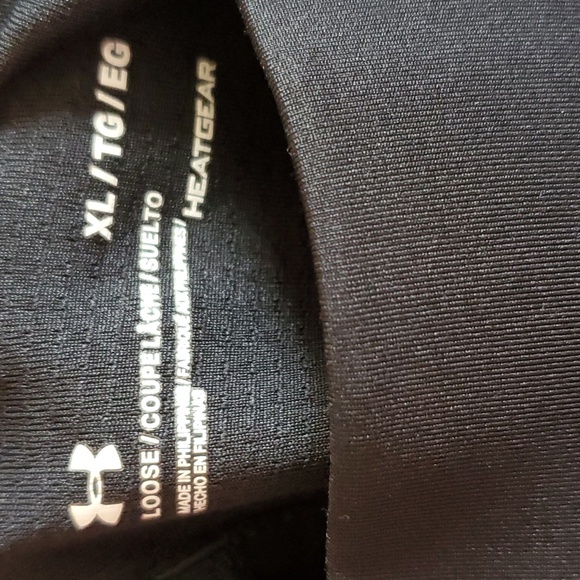 XL / TG / EG
LOOSE / COUPE LÂCHE / SUELTO
MADE IN PHILIPPINES /
HECHO EN FILIPINAS
HEATGEAR